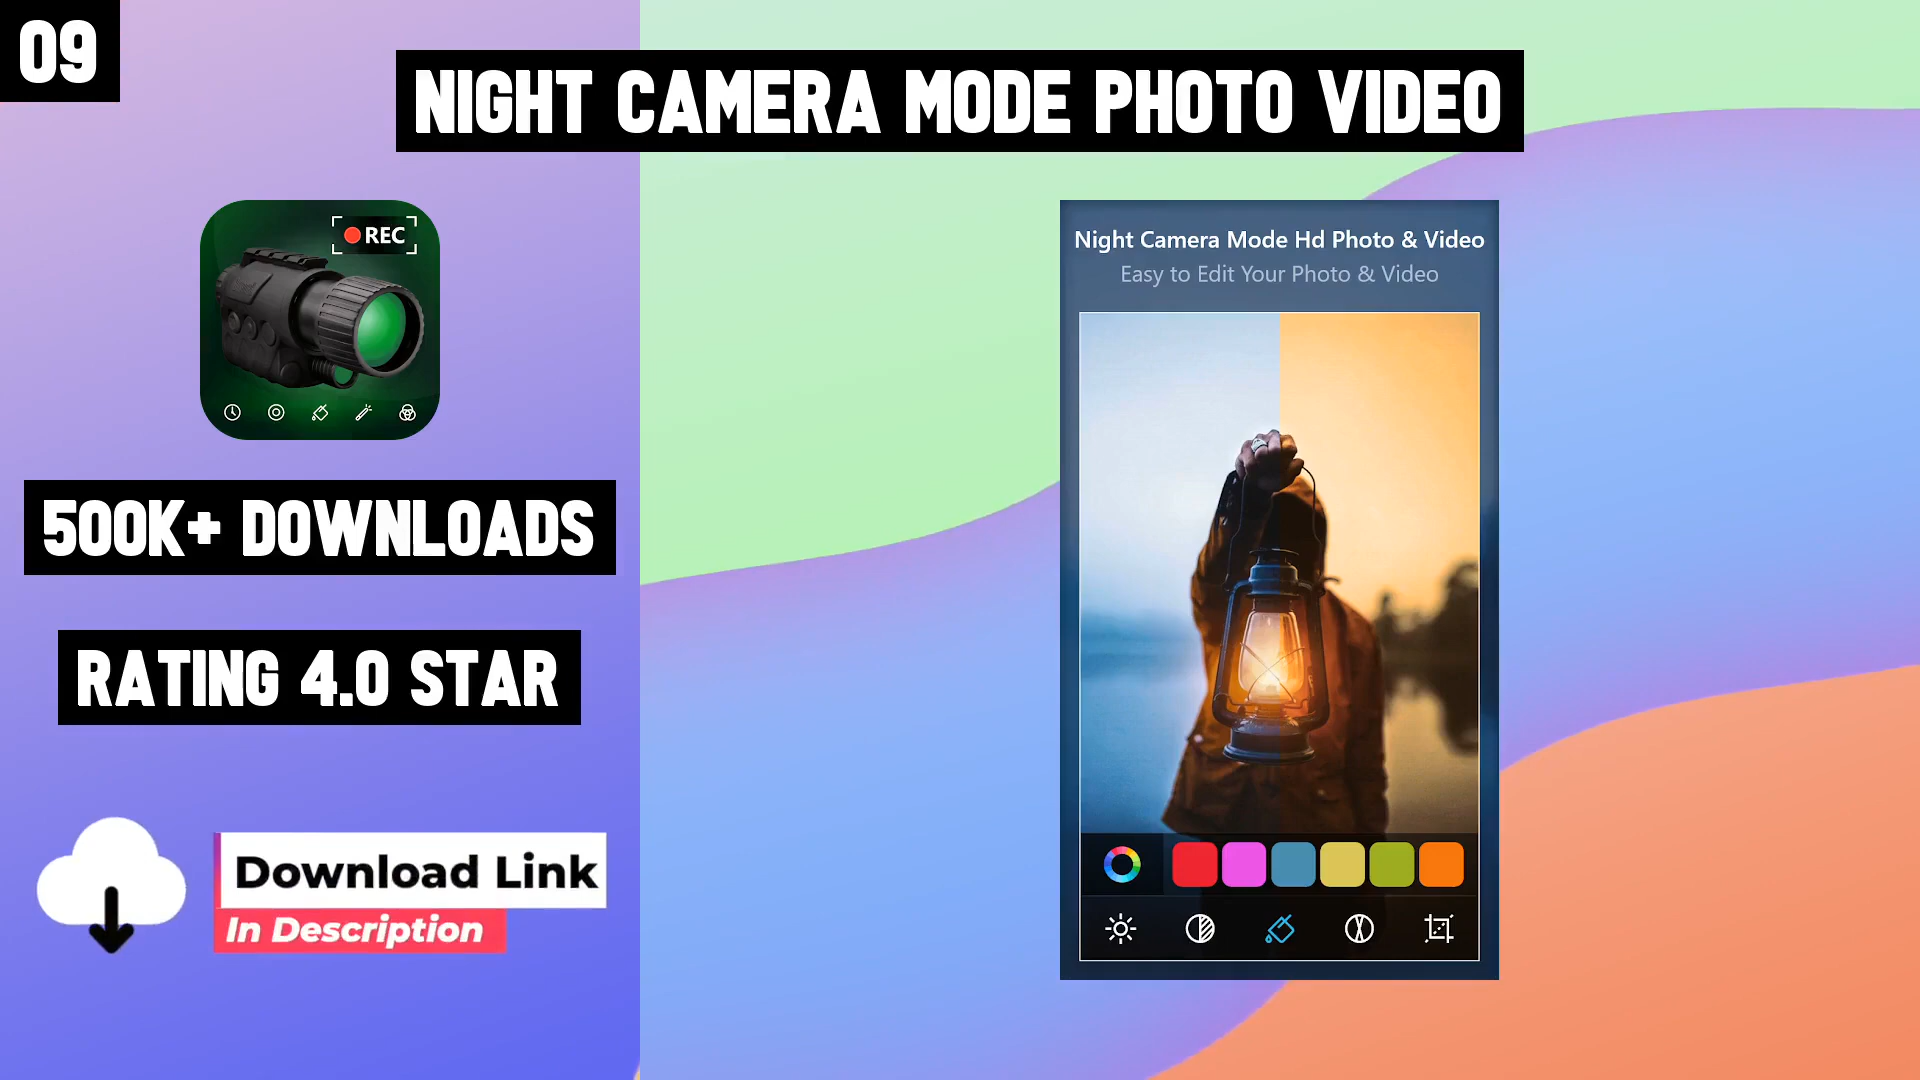 09
NIGHT CAMERA MODE PHOTO VIDEO
REC
500K+ DOWNLOADS
RATING 4.0 STAR
Download Link
In Description
Night Camera Mode Hd Photo & Video
Easy to Edit Your Photo & Video